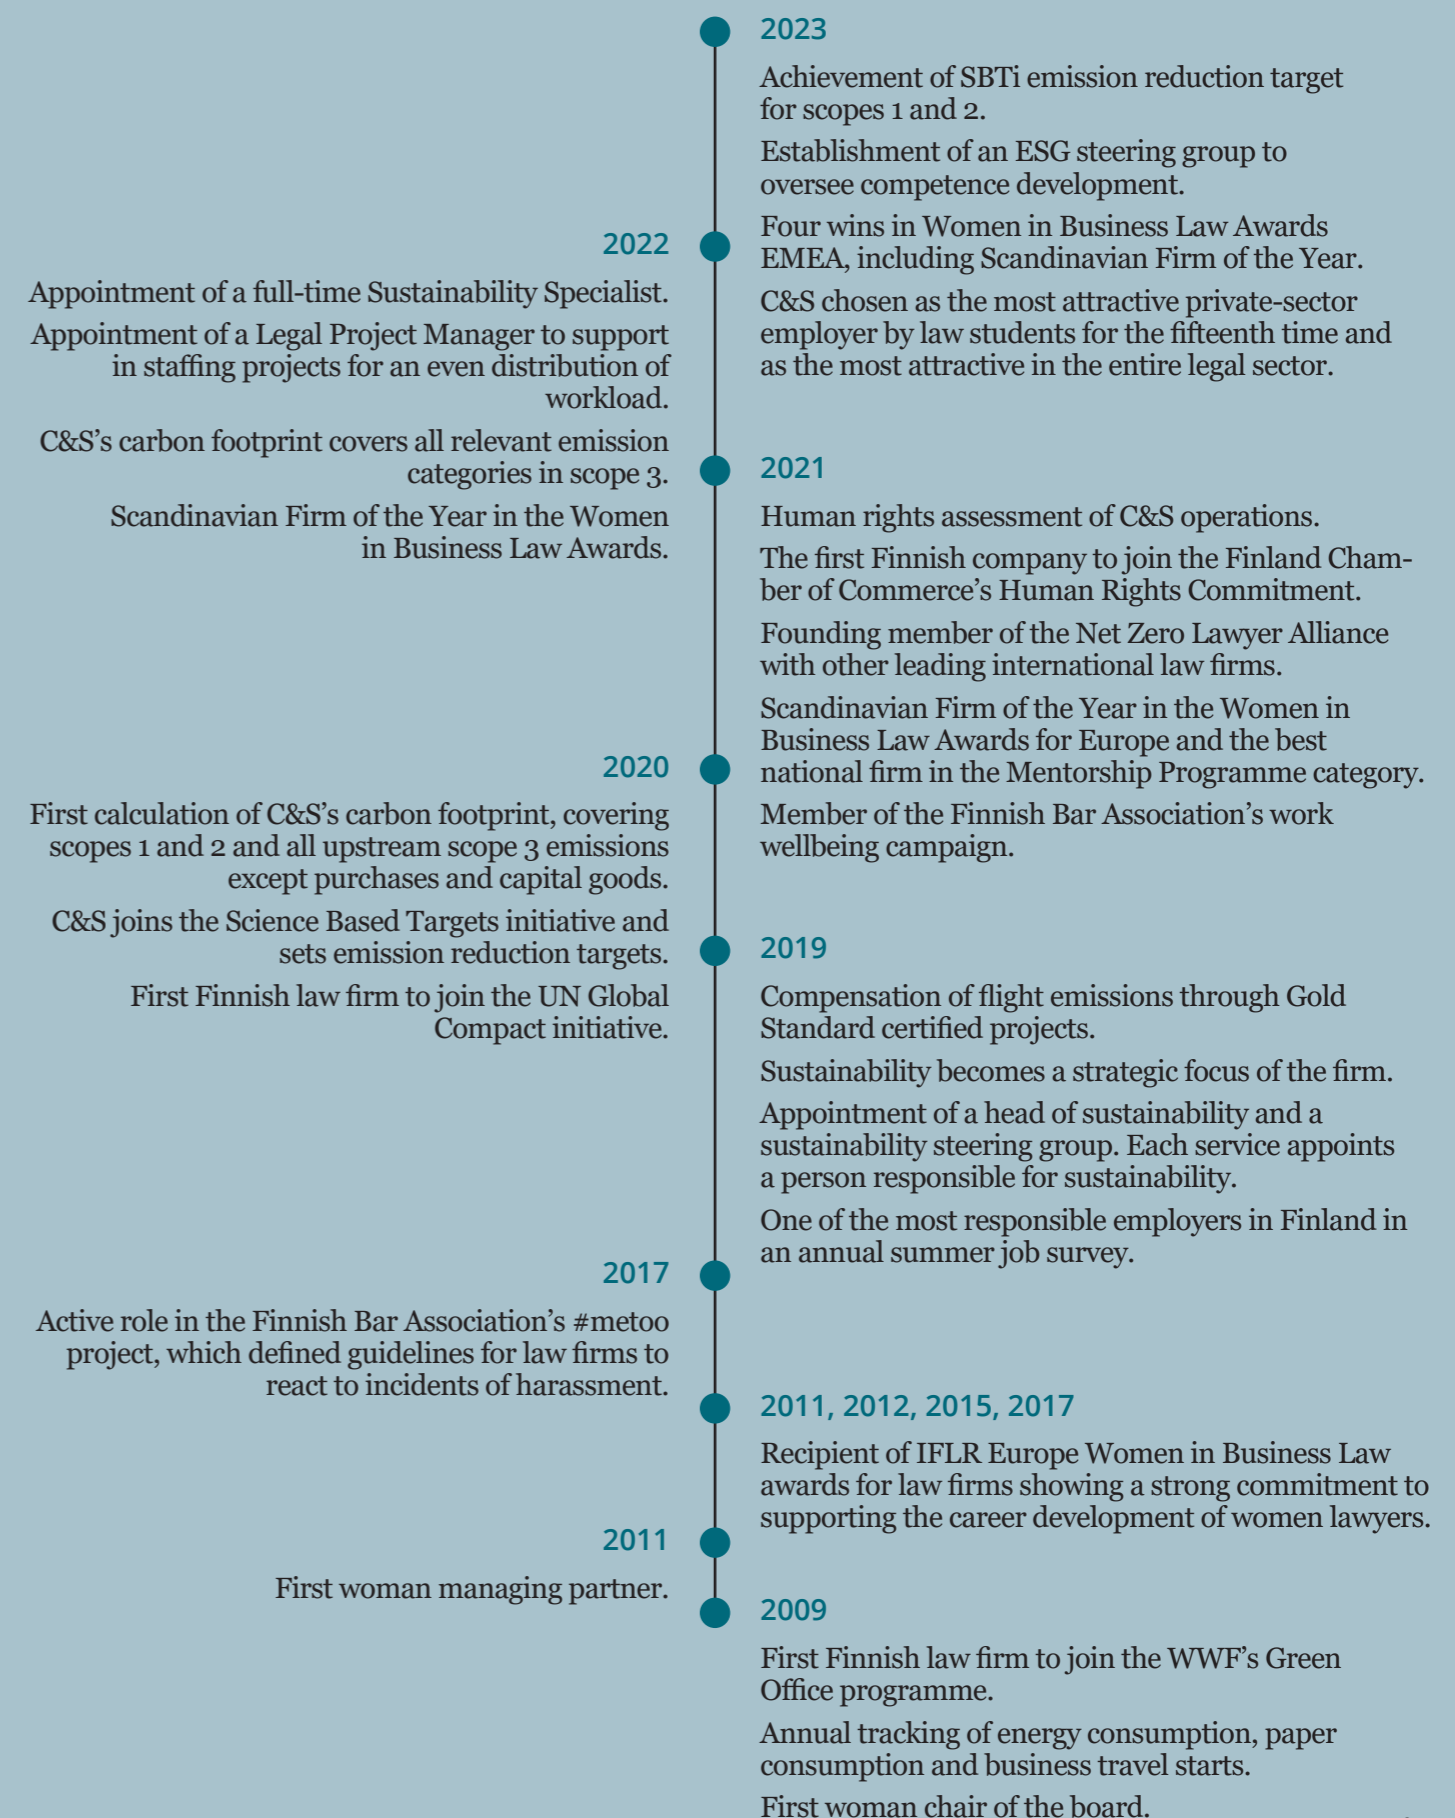 2023
Achievement of SBTi emission reduction target
for scopes 1 and 2.
Establishment of an ESG steering group to
oversee competence development.
Four wins in Women in Business Law Awards
EMEA, including Scandinavian Firm of the Year.
C&S chosen as the most attractive private-sector
employer by law students for the fifteenth time and
as the most attractive in the entire legal sector.
2022
Appointment of a full-time Sustainability Specialist.
Appointment of a Legal Project Manager to support
in staffing projects for an even distribution of
workload.
C&S’s carbon footprint covers all relevant emission
categories in scope 3.
Scandinavian Firm of the Year in the Women
in Business Law Awards.
2021
Human rights assessment of C&S operations.
The first Finnish company to join the Finland Cham-
ber of Commerce’s Human Rights Commitment.
Founding member of the Net Zero Lawyer Alliance
with other leading international law firms.
Scandinavian Firm of the Year in the Women in
Business Law Awards for Europe and the best
national firm in the Mentorship Programme category.
Member of the Finnish Bar Association’s work
wellbeing campaign.
2020
First calculation of C&S’s carbon footprint, covering
scopes 1 and 2 and all upstream scope 3 emissions
except purchases and capital goods.
C&S joins the Science Based Targets initiative and
sets emission reduction targets.
First Finnish law firm to join the UN Global
Compact initiative.
2019
Compensation of flight emissions through Gold
Standard certified projects.
Sustainability becomes a strategic focus of the firm.
Appointment of a head of sustainability and a
sustainability steering group. Each service appoints
a person responsible for sustainability.
One of the most responsible employers in Finland in
an annual summer job survey.
2017
Active role in the Finnish Bar Association’s #metoo
project, which defined guidelines for law firms to
react to incidents of harassment.
2011, 2012, 2015, 2017
Recipient of IFLR Europe Women in Business Law
awards for law firms showing a strong commitment to
supporting the career development of women lawyers.
2011
First woman managing partner.
2009
First Finnish law firm to join the WWF’s Green
Office programme.
Annual tracking of energy consumption, paper
consumption and business travel starts.
First woman chair of the board.